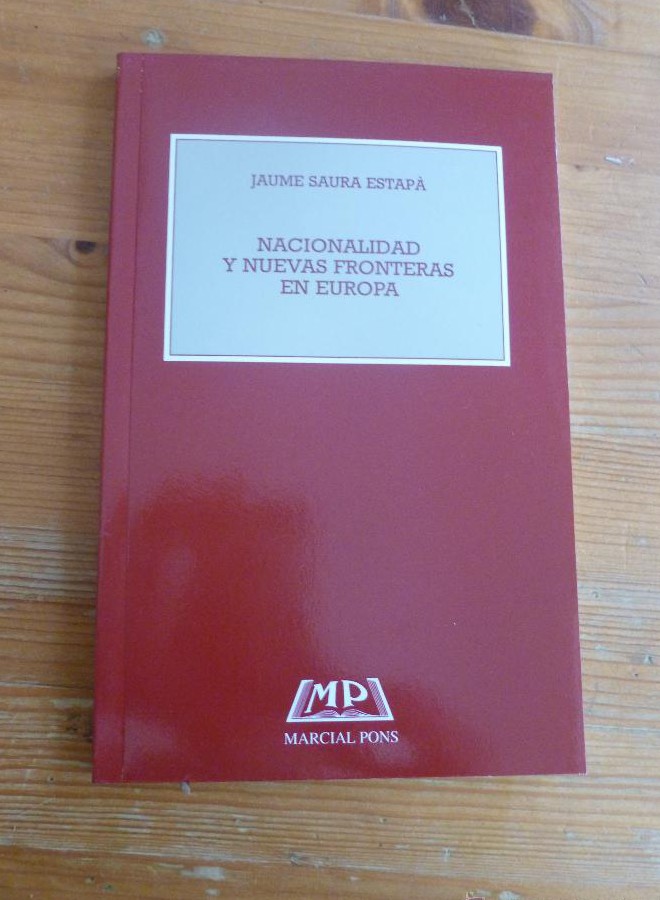 JAUME SAURA ESTAPÀ
NACIONALIDAD
Y NUEVAS FRONTERAS
EN EUROPA
MP
MARCIAL PONS